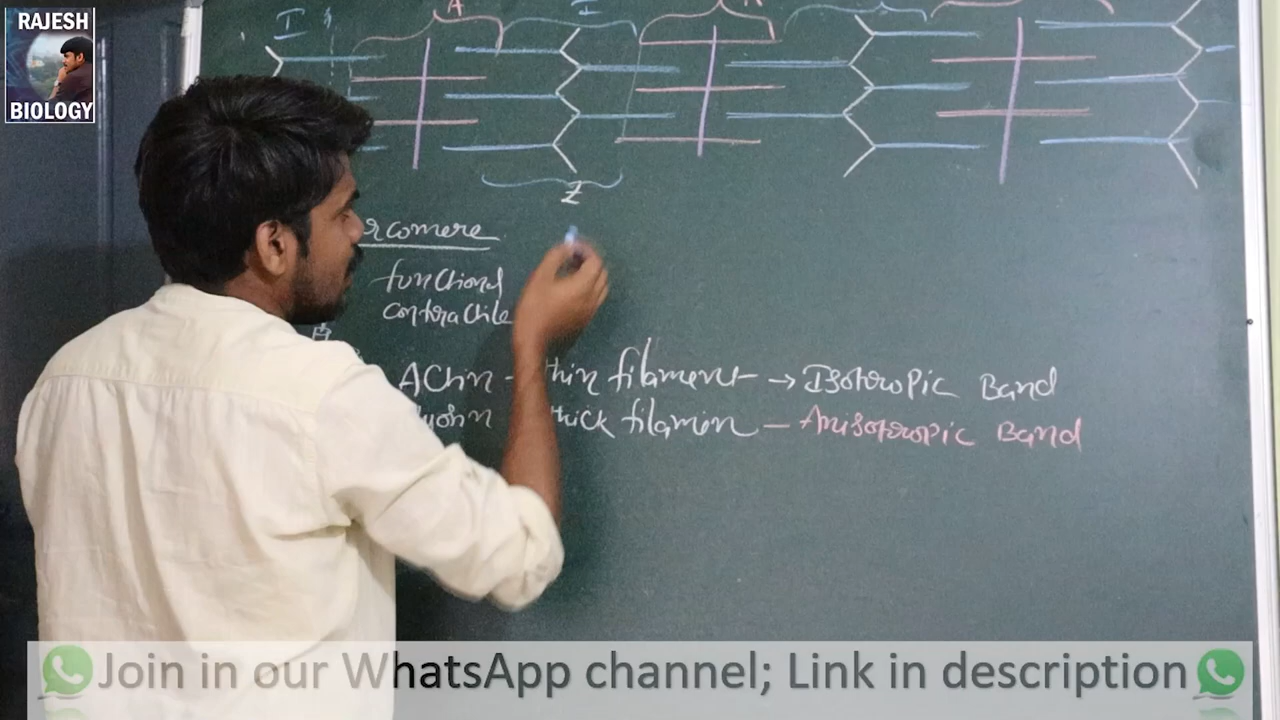 RAJESH
BIOLOGY
I
A
I
Z
rcomere
functional
contractile
Actin - thin filament → Isotropic Band
thick filamen - Anisotropic Band
Join in our WhatsApp channel; Link in description